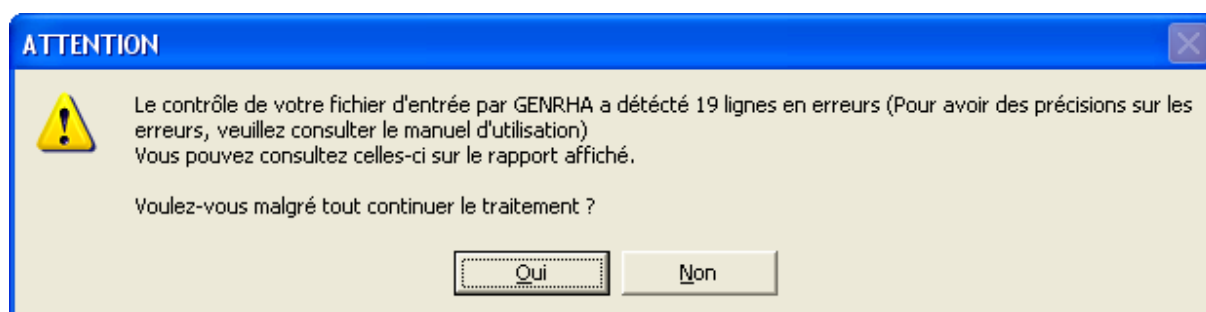 ATTENTION
Le contrôle de votre fichier d'entrée par GENRHA a détécté 19 lignes en erreurs (Pour avoir des précisions sur les
erreurs, veuillez consulter le manuel d'utilisation)
Vous pouvez consultez celles-ci sur le rapport affiché.
Voulez-vous malgré tout continuer le traitement ?
Oui
Non